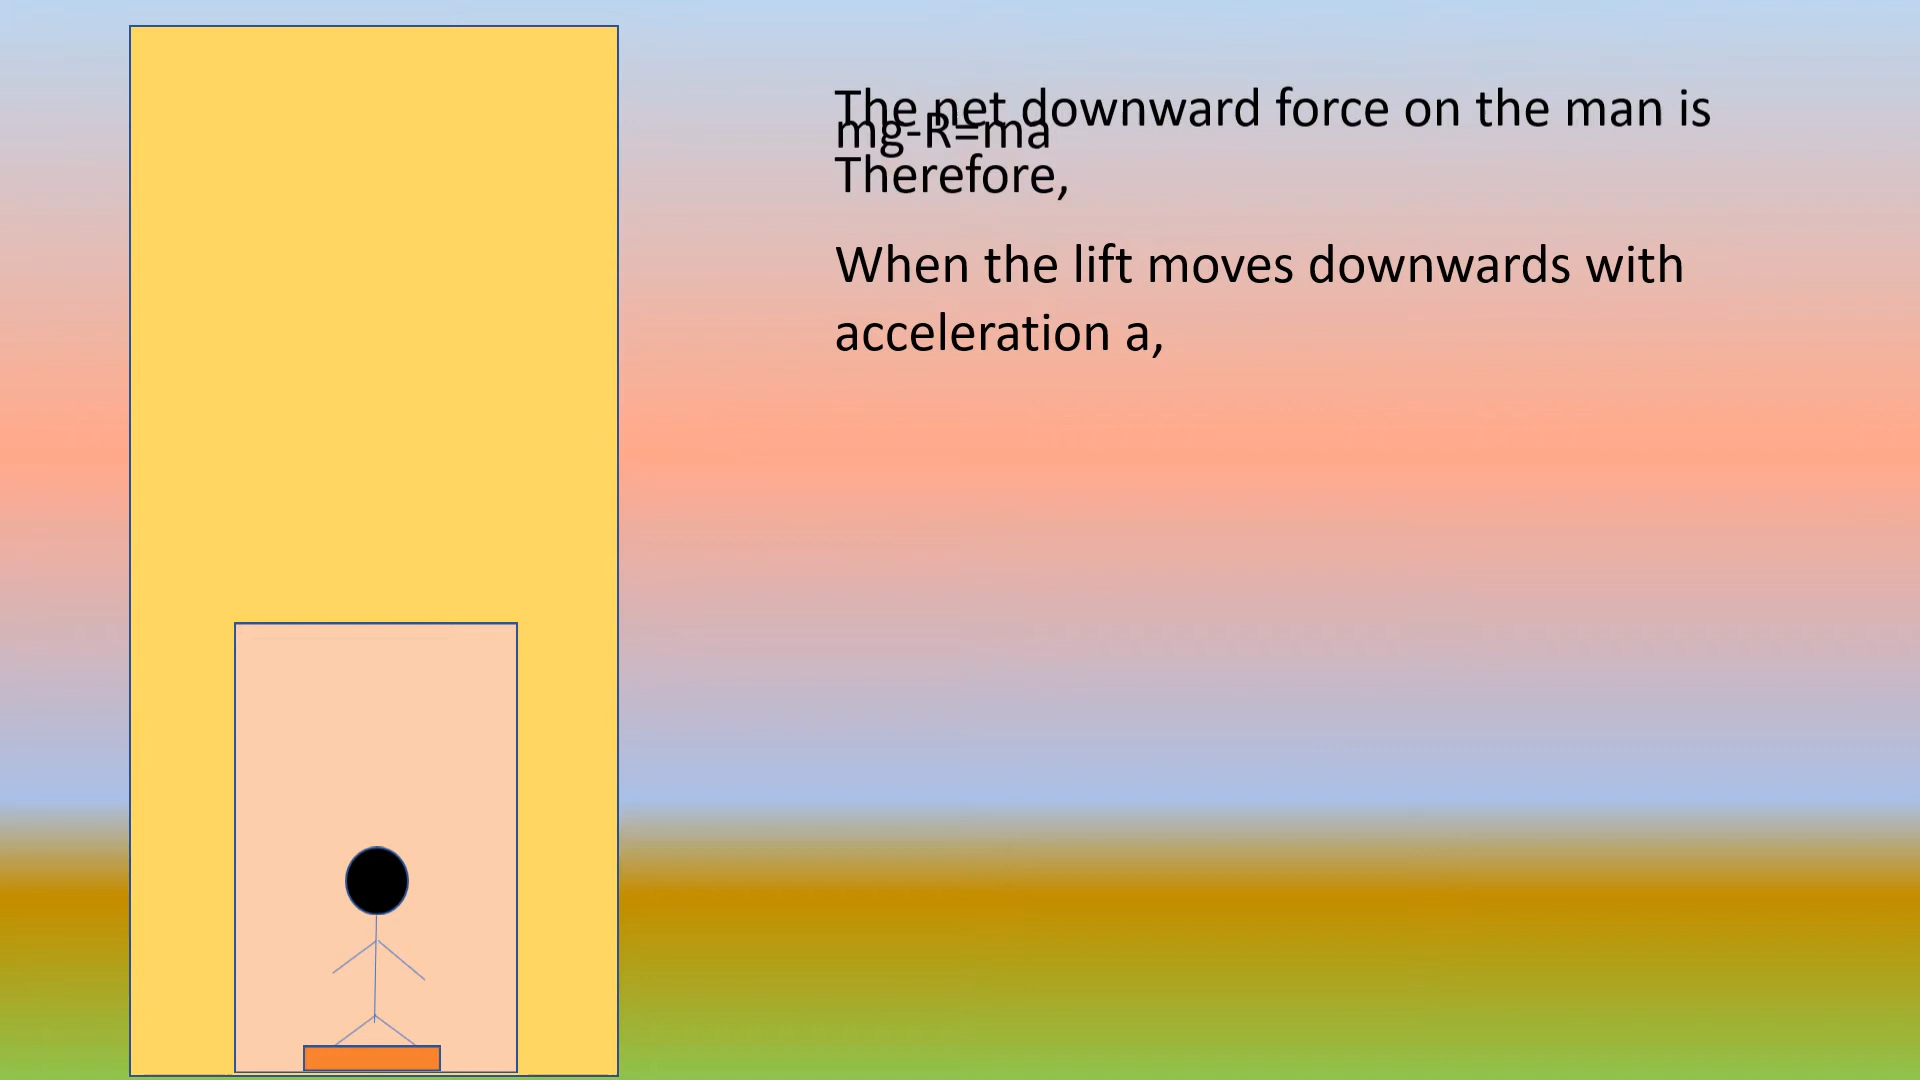 The net downward force on the man is
mg-R=ma
Therefore,
When the lift moves downwards with
acceleration a,